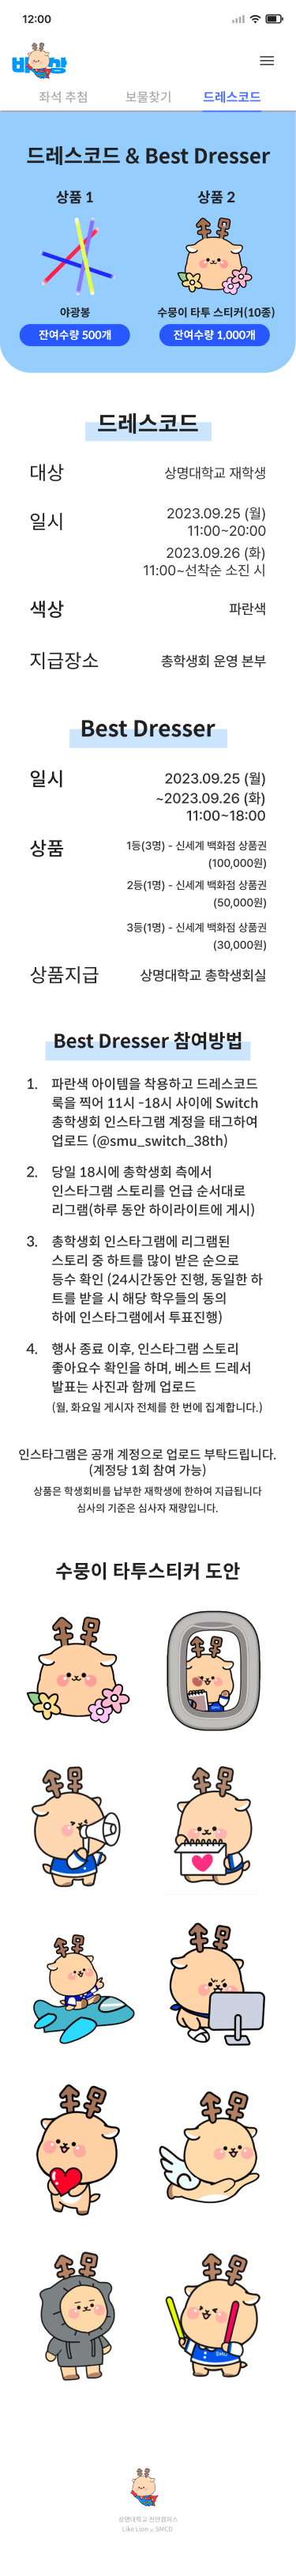 12:00
비상
좌석 추첨
보물찾기
드레스코드
드레스코드 & Best Dresser
상품 1
상품 2
야광봉
수뭉이 타투 스티커(10종)
잔여수량 500개
잔여수량 1,000개
드레스코드
대상
상명대학교 재학생
일시
2023.09.25 (월)
11:00~20:00
2023.09.26 (화)
11:00~선착순 소진 시
색상
파란색
지급장소
총학생회 운영 본부
Best Dresser
일시
2023.09.25 (월)
~2023.09.26 (화)
11:00~18:00
상품
1등(3명) - 신세계 백화점 상품권
(100,000원)
2등(1명) - 신세계 백화점 상품권
(50,000원)
3등(1명) - 신세계 백화점 상품권
(30,000원)
상품지급
상명대학교 총학생회실
Best Dresser 참여방법
1. 파란색 아이템을 착용하고 드레스코드
룩을 찍어 11시 -18시 사이에 Switch
총학생회 인스타그램 계정을 태그하여
업로드 (@smu_switch_38th)
2. 당일 18시에 총학생회 측에서
인스타그램 스토리를 언급 순서대로
리그램(하루 동안 하이라이트에 게시)
3. 총학생회 인스타그램에 리그램된
스토리 중 하트를 많이 받은 순으로
등수 확인 (24시간동안 진행, 동일한 하
트를 받을 시 해당 학우들의 동의
하에 인스타그램에서 투표진행)
4. 행사 종료 이후, 인스타그램 스토리
좋아요수 확인을 하며, 베스트 드레서
발표는 사진과 함께 업로드
(월, 화요일 게시자 전체를 한 번에 집계합니다.)
인스타그램은 공개 계정으로 업로드 부탁드립니다.
(계정당 1회 참여 가능)
상품은 학생회비를 납부한 재학생에 한하여 지급됩니다
심사의 기준은 심사자 재량입니다.
수뭉이 타투스티커 도안
SMU
상명대학교 천안캠퍼스
Like Lion x SMCD